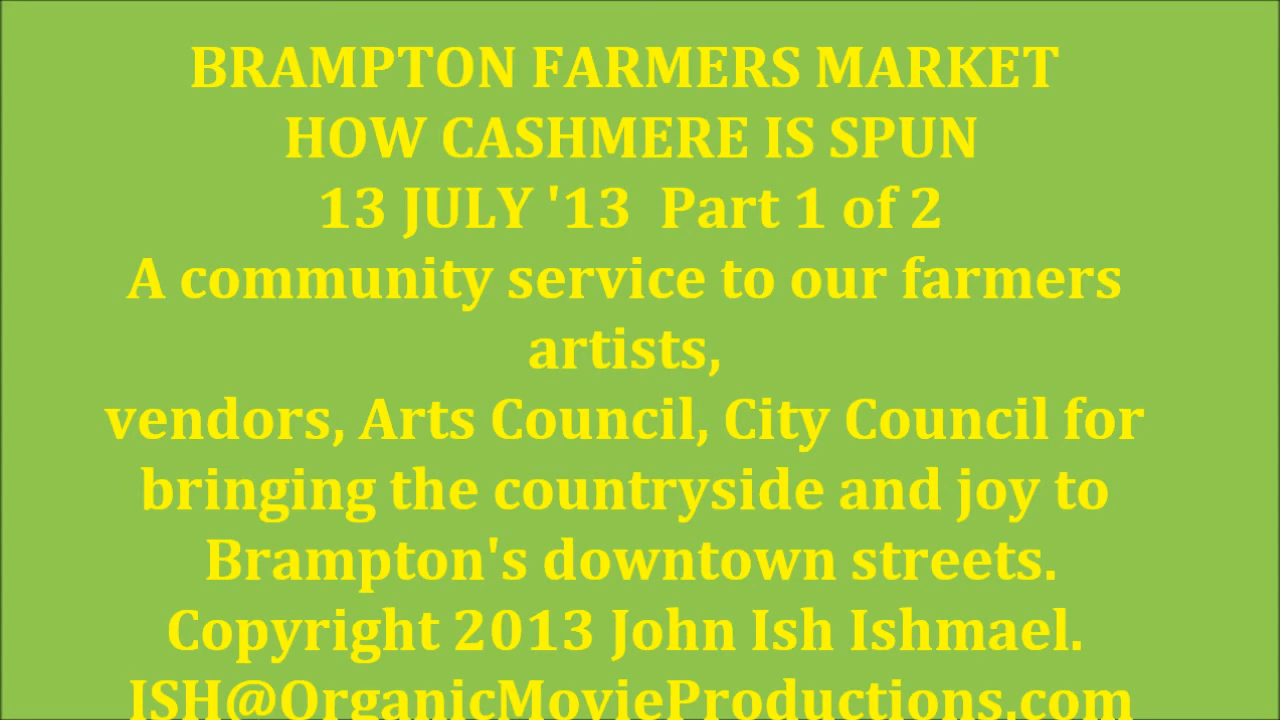 BRAMPTON FARMERS MARKET
HOW CASHMERE IS SPUN
13 JULY '13  Part 1 of 2
A community service to our farmers
artists,
vendors, Arts Council, City Council for
bringing the countryside and joy to
Brampton's downtown streets.
Copyright 2013 John Ish Ishmael.
ISH@OrganicMovieProductions.com